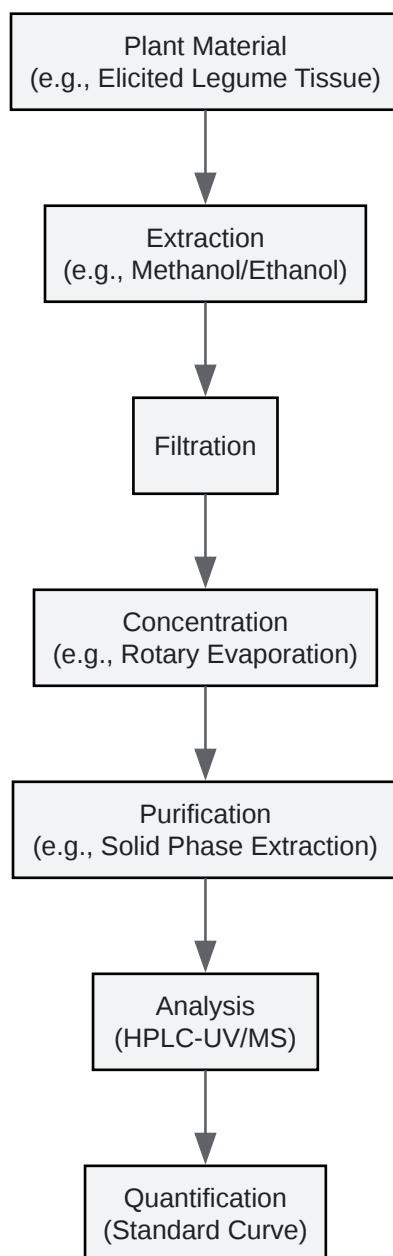 Plant Material
(e.g., Elicited Legume Tissue)
Extraction
(e.g., Methanol/Ethanol)
Filtration
Concentration
(e.g., Rotary Evaporation)
Purification
(e.g., Solid Phase Extraction)
Analysis
(HPLC-UV/MS)
Quantification
(Standard Curve)